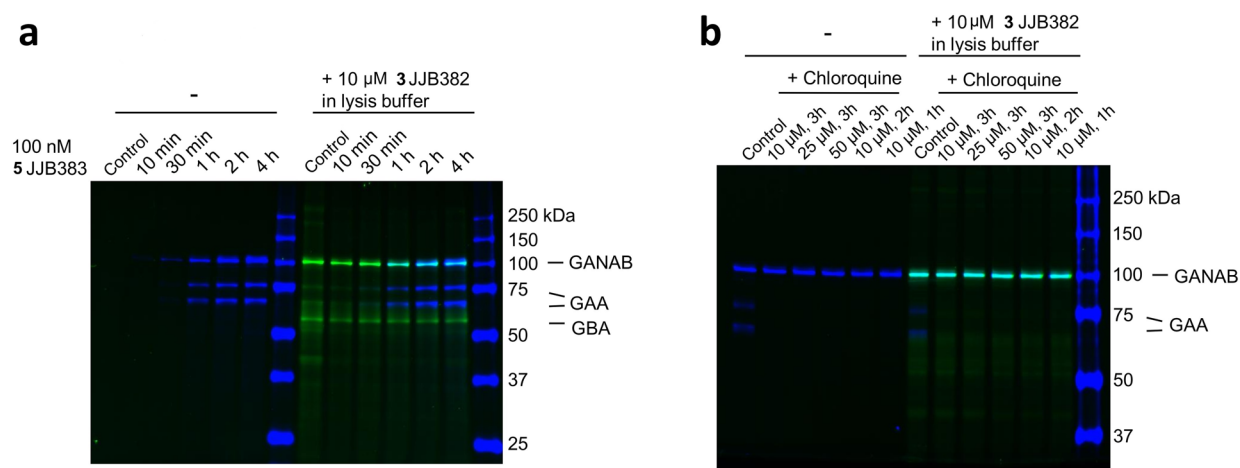 a
-
+ 10 µM 3 JJB382
in lysis buffer
100 nM
5 JJB383
Control
10 min
30 min
1 h
2 h
4 h
Control
10 min
30 min
1 h
2 h
4 h
250 kDa
150
100
GANAB
75
GAA
GBA
50
37
25
b
-
+ 10 µM 3 JJB382
in lysis buffer
+ Chloroquine
+ Chloroquine
Control
10 µM, 3h
25 µM, 3h
50 µM, 3h
10 µM, 2h
10 µM, 1h
Control
10 µM, 3h
25 µM, 3h
50 µM, 3h
10 µM, 2h
10 µM, 1h
250 kDa
150
100
GANAB
75
GAA
50
37